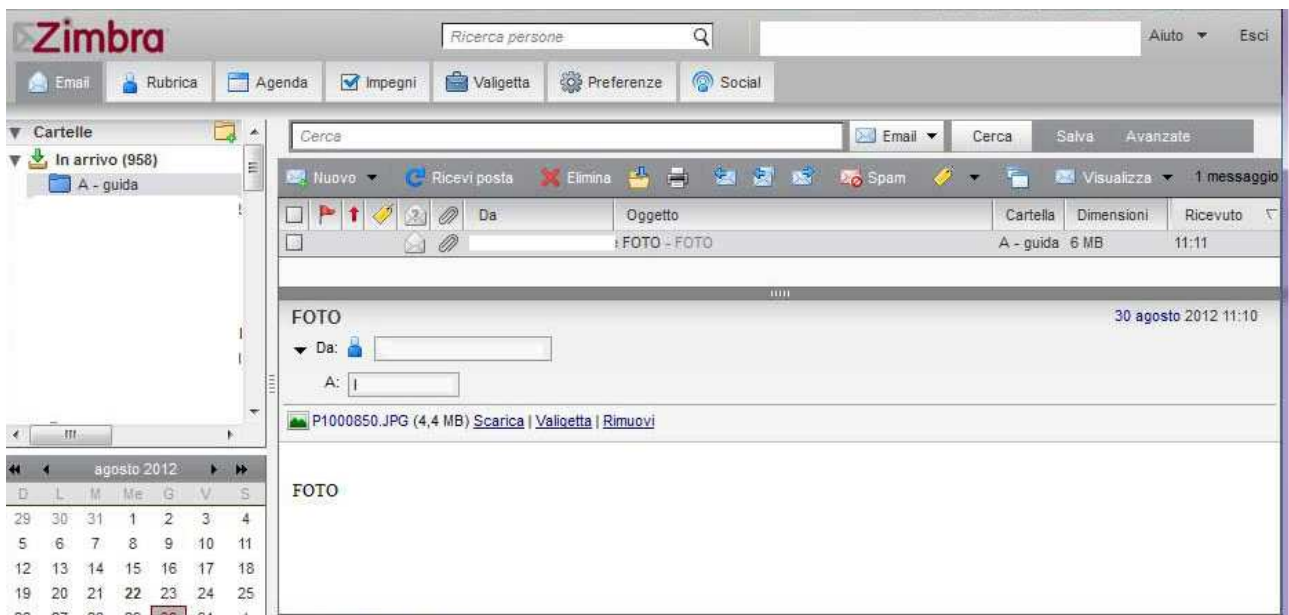 Zimbra
Ricerca persone
Aiuto Esci
Email Rubrica Agenda Impegni Valigetta Preferenze Social
Cartelle
In arrivo (958)
A - guida
Cerca Email Cerca Salva Avanzate
Nuovo Ricevi posta Elimina Spam Visualizza 1 messaggio
Da Oggetto Cartella Dimensioni Ricevuto
FOTO - FOTO A - guida 6 MB 11:11
FOTO 30 agosto 2012 11:10
Da:
A:
P1000850.JPG (4,4 MB) Scarica | Valigetta | Rimuovi
FOTO
agosto 2012
D L M Me G V S
29 30 31 1 2 3 4
5 6 7 8 9 10 11
12 13 14 15 16 17 18
19 20 21 22 23 24 25